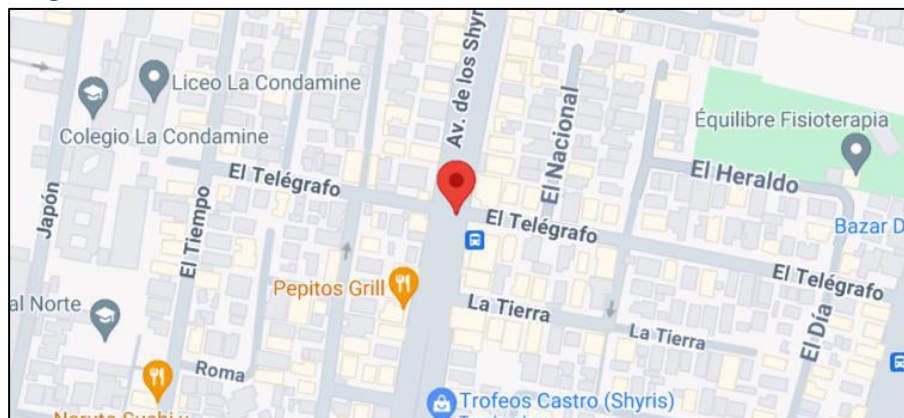 Av. de los Shy
Liceo La Condamine
Colegio La Condamine
Équilibre Fisioterapia
El Nacional
El Heraldo
El Telégrafo
Japón
El Tiempo
El Telégrafo
Bazar D
El Telégrafo
Pepitos Grill
La Tierra
al Norte
La Tierra
El Día
Roma
Trofeos Castro (Shyris)